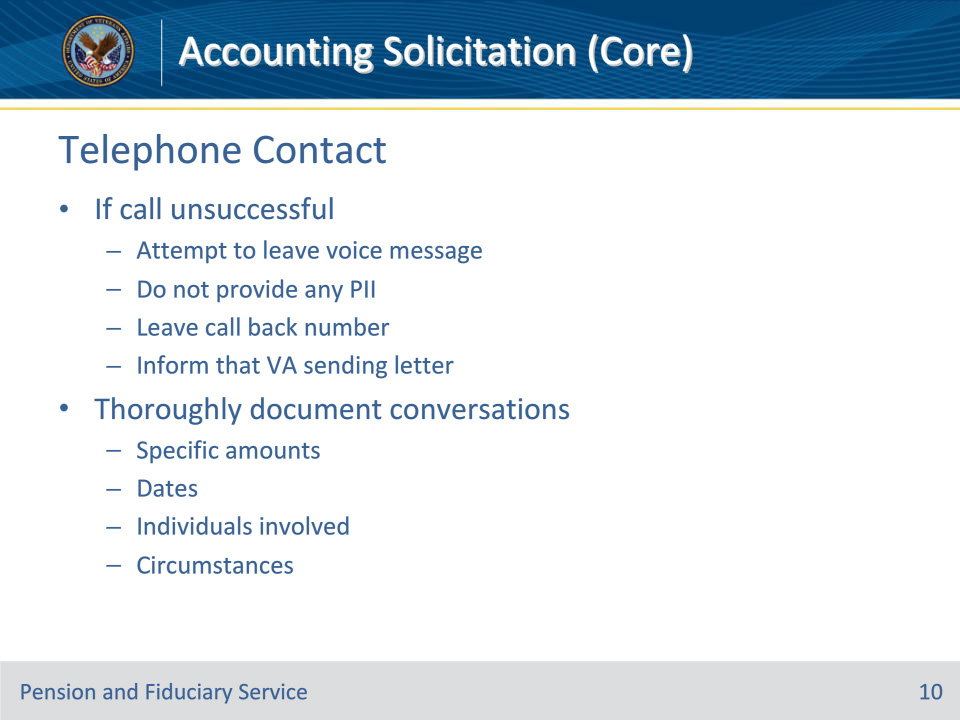 Accounting Solicitation (Core)
Telephone Contact
• If call unsuccessful
– Attempt to leave voice message
– Do not provide any PII
– Leave call back number
– Inform that VA sending letter
• Thoroughly document conversations
– Specific amounts
– Dates
– Individuals involved
– Circumstances
Pension and Fiduciary Service
10